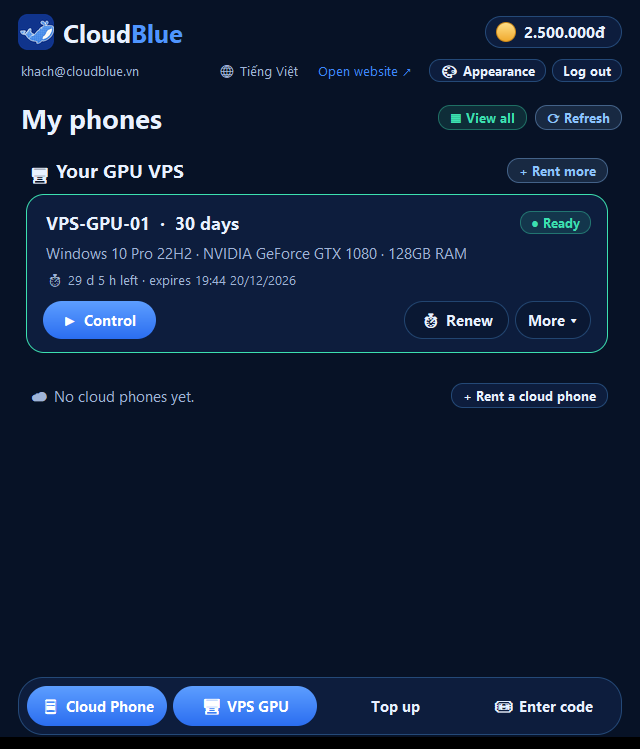 CloudBlue
2.500.000đ
khach@cloudblue.vn
Tiếng Việt
Open website ↗
Appearance
Log out
My phones
View all
Refresh
Your GPU VPS
+ Rent more
VPS-GPU-01 · 30 days
● Ready
Windows 10 Pro 22H2 · NVIDIA GeForce GTX 1080 · 128GB RAM
29 d 5 h left · expires 19:44 20/12/2026
▶ Control
Renew
More ▾
No cloud phones yet.
+ Rent a cloud phone
Cloud Phone
VPS GPU
Top up
Enter code